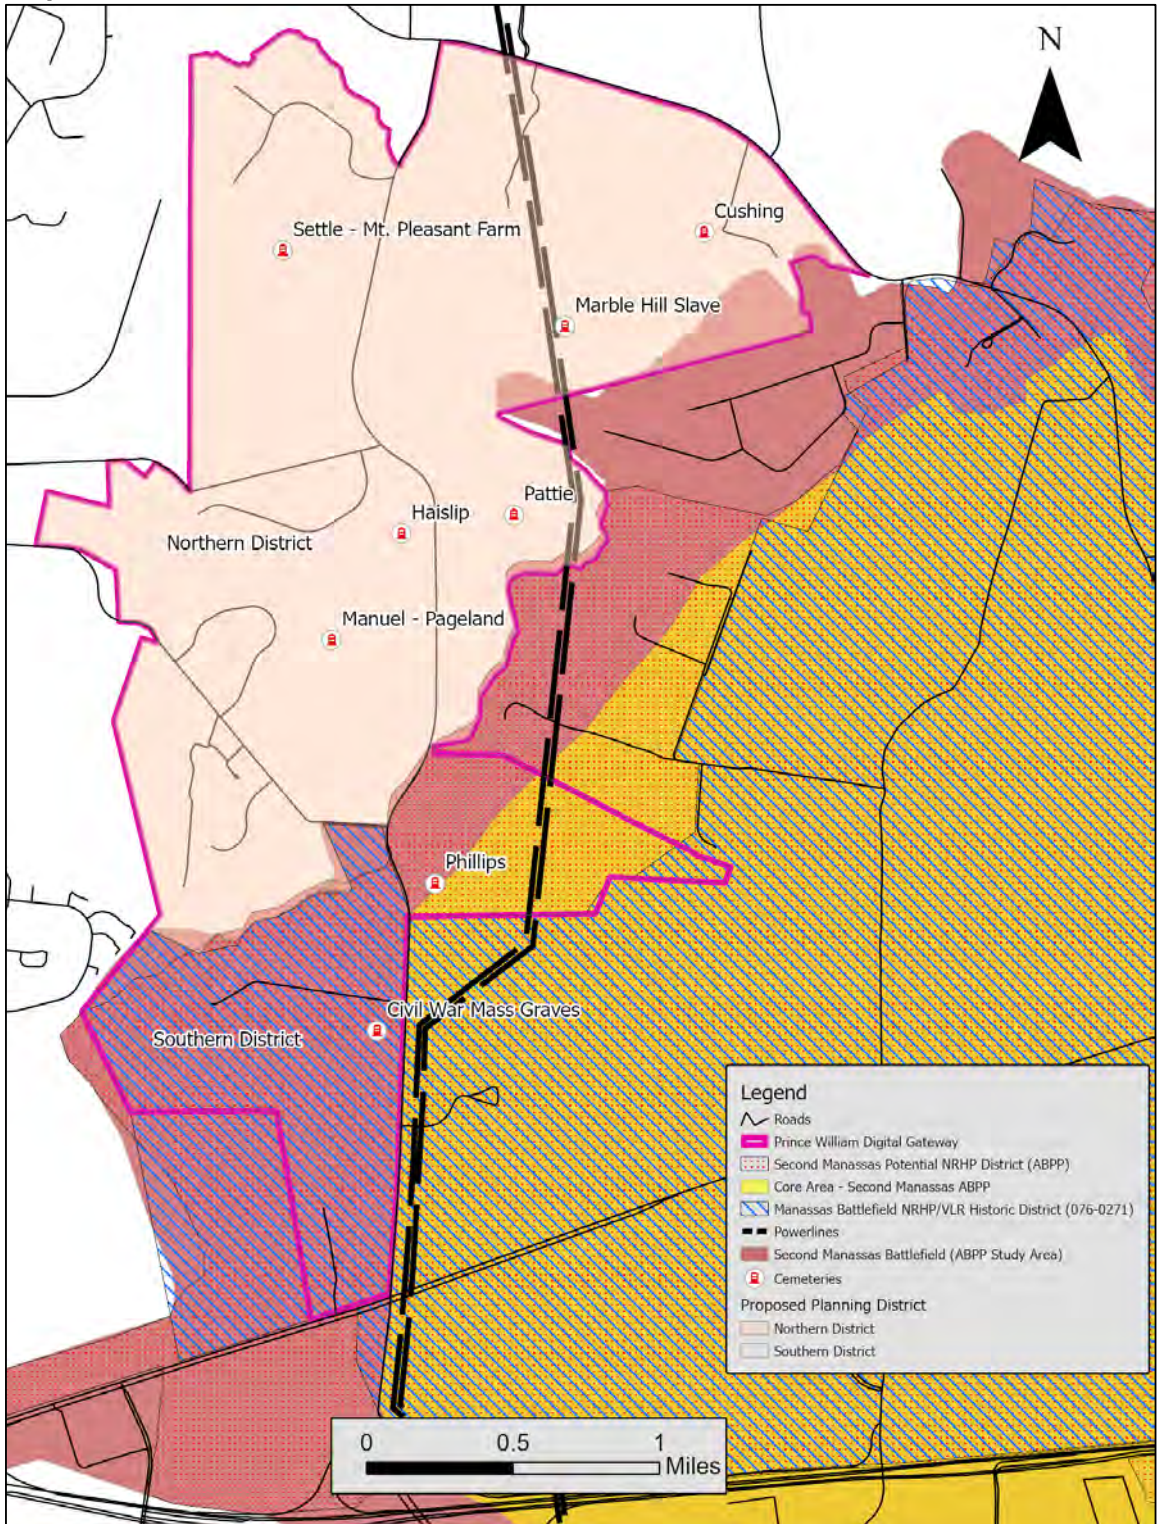 N
Cushing
Settle - Mt. Pleasant Farm
Marble Hill Slave
Pattie
Haislip
Northern District
Manuel - Pageland
Phillips
Civil War Mass Graves
Southern District
Legend
Roads
Prince William Digital Gateway
Second Manassas Potential NRHP District (ABPP)
Core Area - Second Manassas ABPP
Manassas Battlefield NRHP/VLR Historic District (076-0271)
Powerlines
Second Manassas Battlefield (ABPP Study Area)
Cemeteries
Proposed Planning District
Northern District
Southern District
0 0.5 1
Miles